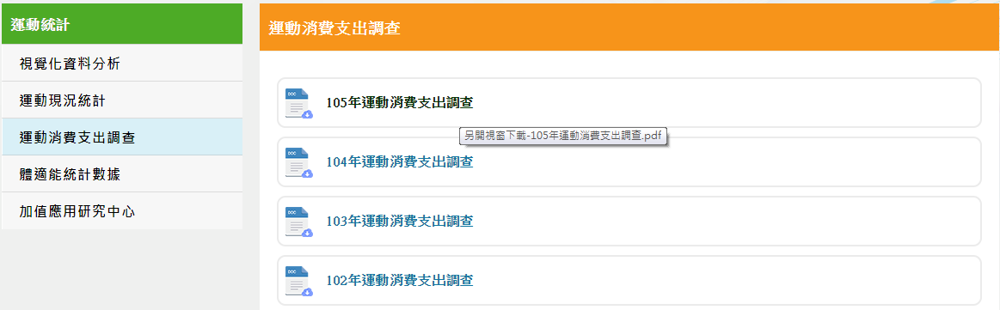 運動統計
視覺化資料分析
運動現況統計
運動消費支出調查
體適能統計數據
加值應用研究中心
運動消費支出調查
DOC
105年運動消費支出調查
另開視窗下載-105年運動消費支出調查.pdf
DOC
104年運動消費支出調查
DOC
103年運動消費支出調查
DOC
102年運動消費支出調查